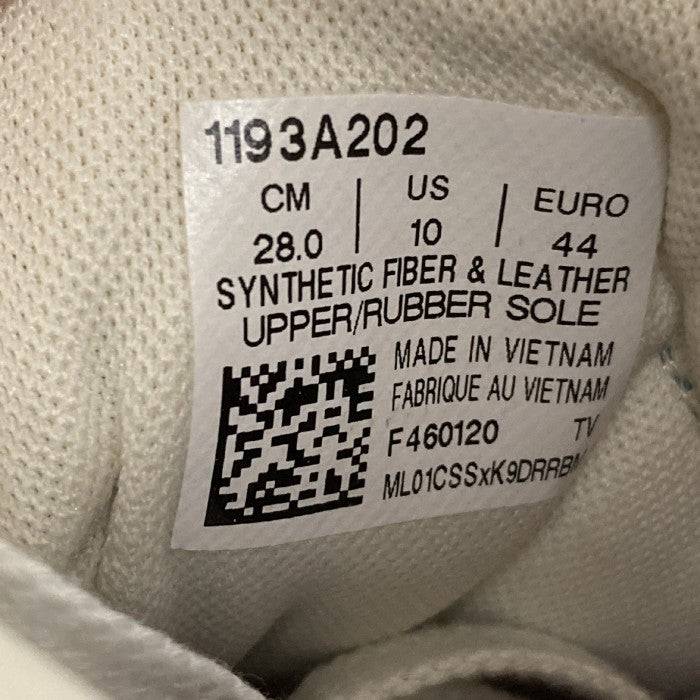 1193A202
CM | US | EURO
28.0 | 10 | 44
SYNTHETIC FIBER & LEATHER
UPPER/RUBBER SOLE
MADE IN VIETNAM
FABRIQUE AU VIETNAM
F460120 TV